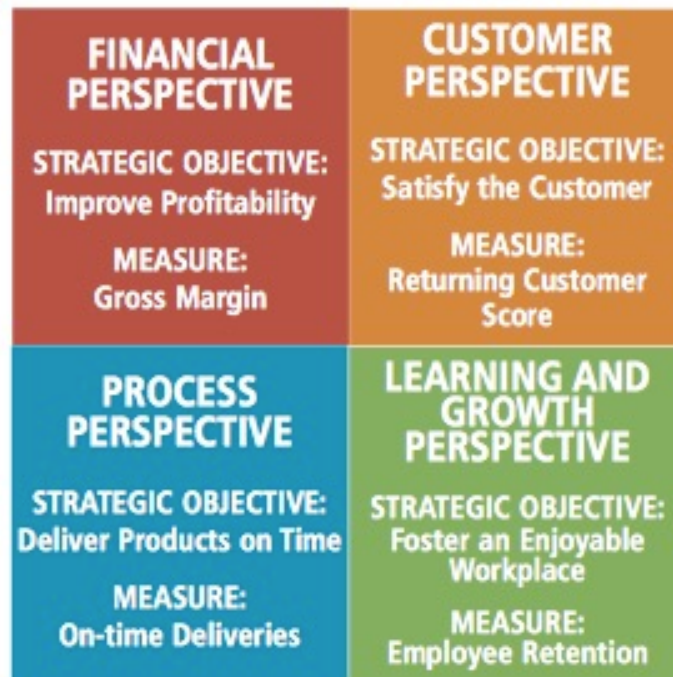 FINANCIAL
PERSPECTIVE
STRATEGIC OBJECTIVE:
Improve Profitability
MEASURE:
Gross Margin
CUSTOMER
PERSPECTIVE
STRATEGIC OBJECTIVE:
Satisfy the Customer
MEASURE:
Returning Customer
Score
PROCESS
PERSPECTIVE
STRATEGIC OBJECTIVE:
Deliver Products on Time
MEASURE:
On-time Deliveries
LEARNING AND
GROWTH
PERSPECTIVE
STRATEGIC OBJECTIVE:
Foster an Enjoyable
Workplace
MEASURE:
Employee Retention